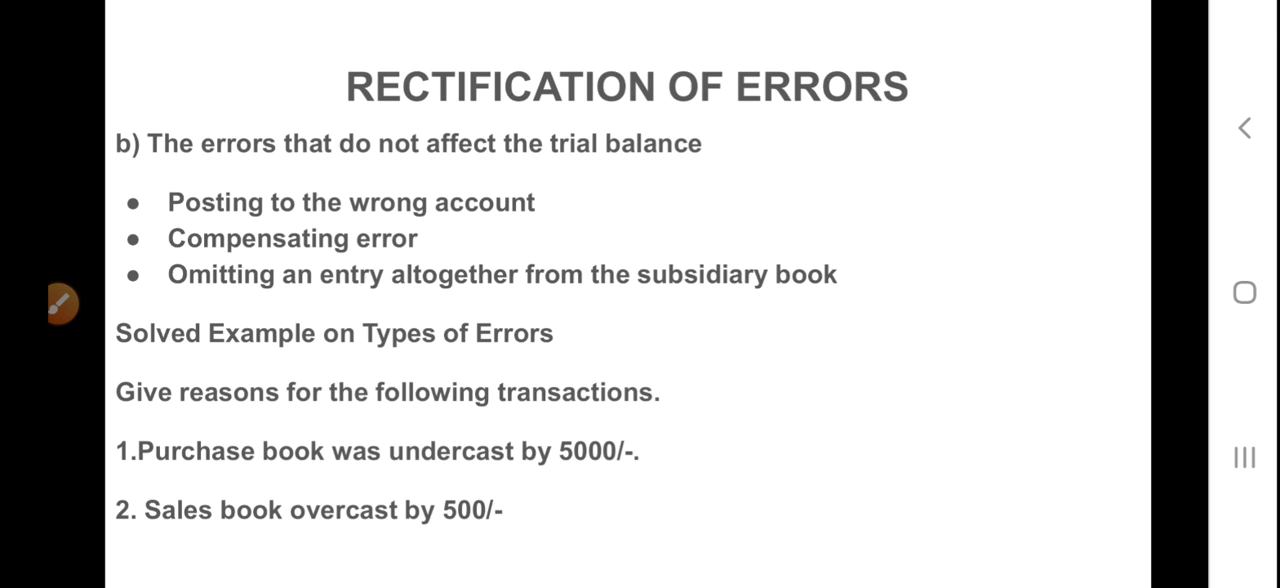 RECTIFICATION OF ERRORS
b) The errors that do not affect the trial balance
● Posting to the wrong account
● Compensating error
● Omitting an entry altogether from the subsidiary book
Solved Example on Types of Errors
Give reasons for the following transactions.
1.Purchase book was undercast by 5000/-.
2. Sales book overcast by 500/-